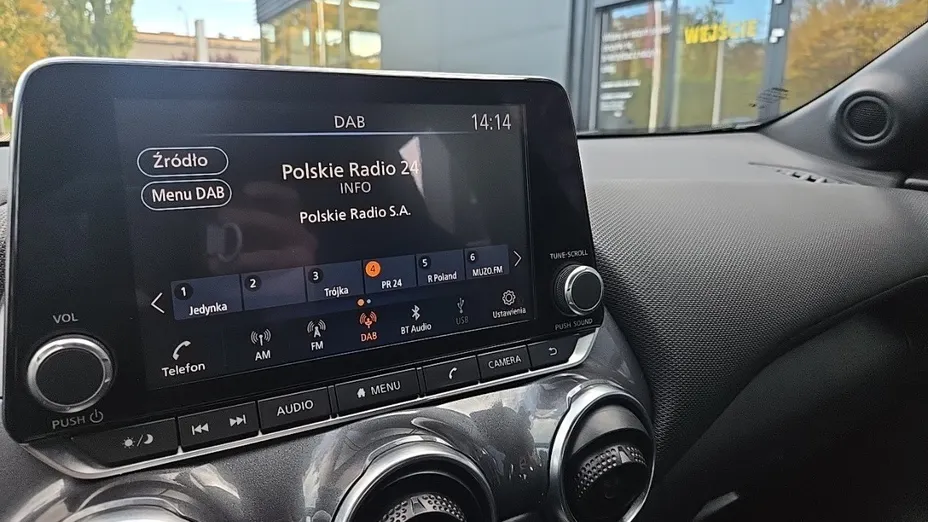 WEJŚCIE
DAB
14:14
Źródło
Menu DAB
Polskie Radio 24
INFO
Polskie Radio S.A.
1
Jedynka
2
3
Trójka
4
PR 24
5
R Poland
6
MUZO.FM
Telefon
AM
FM
DAB
BT Audio
USB
Ustawienia
TUNE·SCROLL
PUSH SOUND
VOL
PUSH
AUDIO
MENU
CAMERA